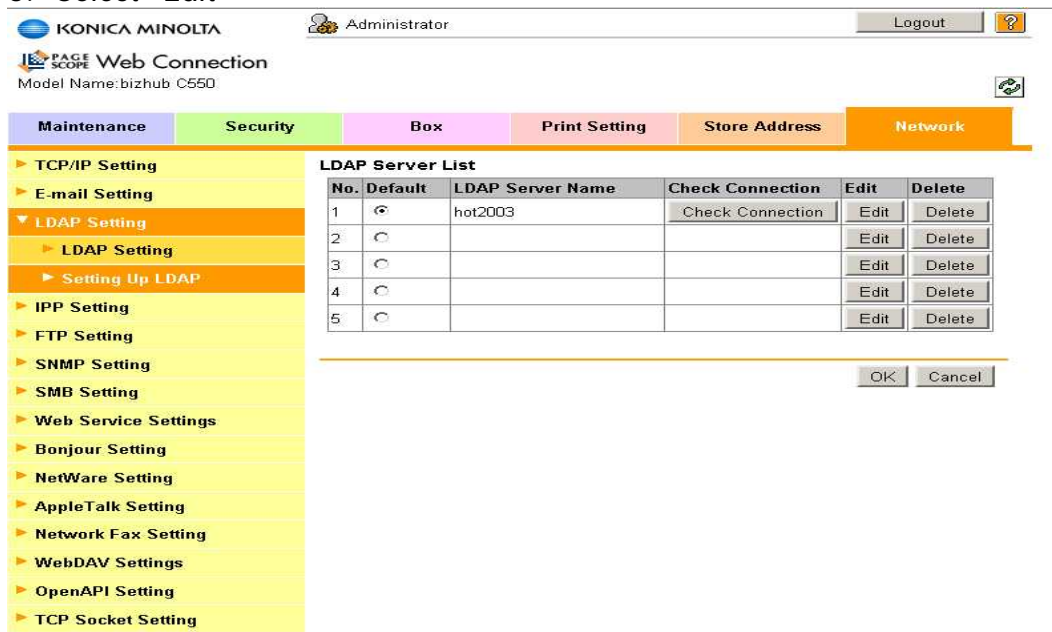 KONICA MINOLTA
Administrator
Logout
?
PAGE SCOPE Web Connection
Model Name:bizhub C550
Maintenance Security Box Print Setting Store Address Network
TCP/IP Setting
E-mail Setting
LDAP Setting
LDAP Setting
Setting Up LDAP
IPP Setting
FTP Setting
SNMP Setting
SMB Setting
Web Service Settings
Bonjour Setting
NetWare Setting
AppleTalk Setting
Network Fax Setting
WebDAV Settings
OpenAPI Setting
TCP Socket Setting
LDAP Server List
No. Default LDAP Server Name Check Connection Edit Delete
1 hot2003 Check Connection Edit Delete
2 Edit Delete
3 Edit Delete
4 Edit Delete
5 Edit Delete
OK Cancel